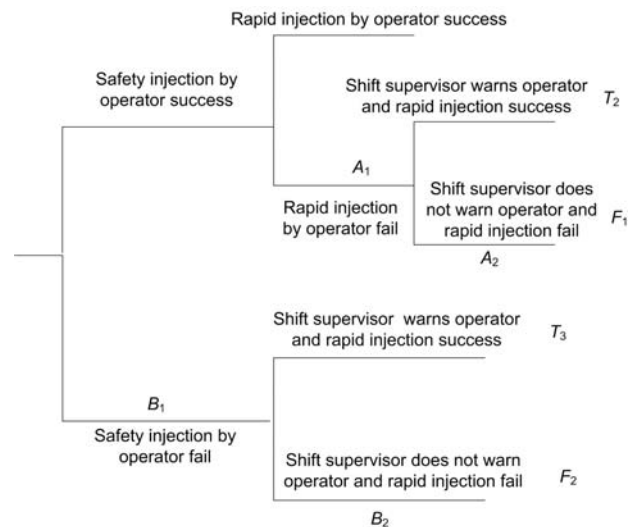 Rapid injection by operator success
Safety injection by
operator success
Shift supervisor warns operator
and rapid injection success
T2
A1
Rapid injection
by operator fail
Shift supervisor does
not warn operator and
rapid injection fail
F1
A2
Shift supervisor warns operator
and rapid injection success
T3
B1
Safety injection by
operator fail
Shift supervisor does not warn
operator and rapid injection fail
F2
B2